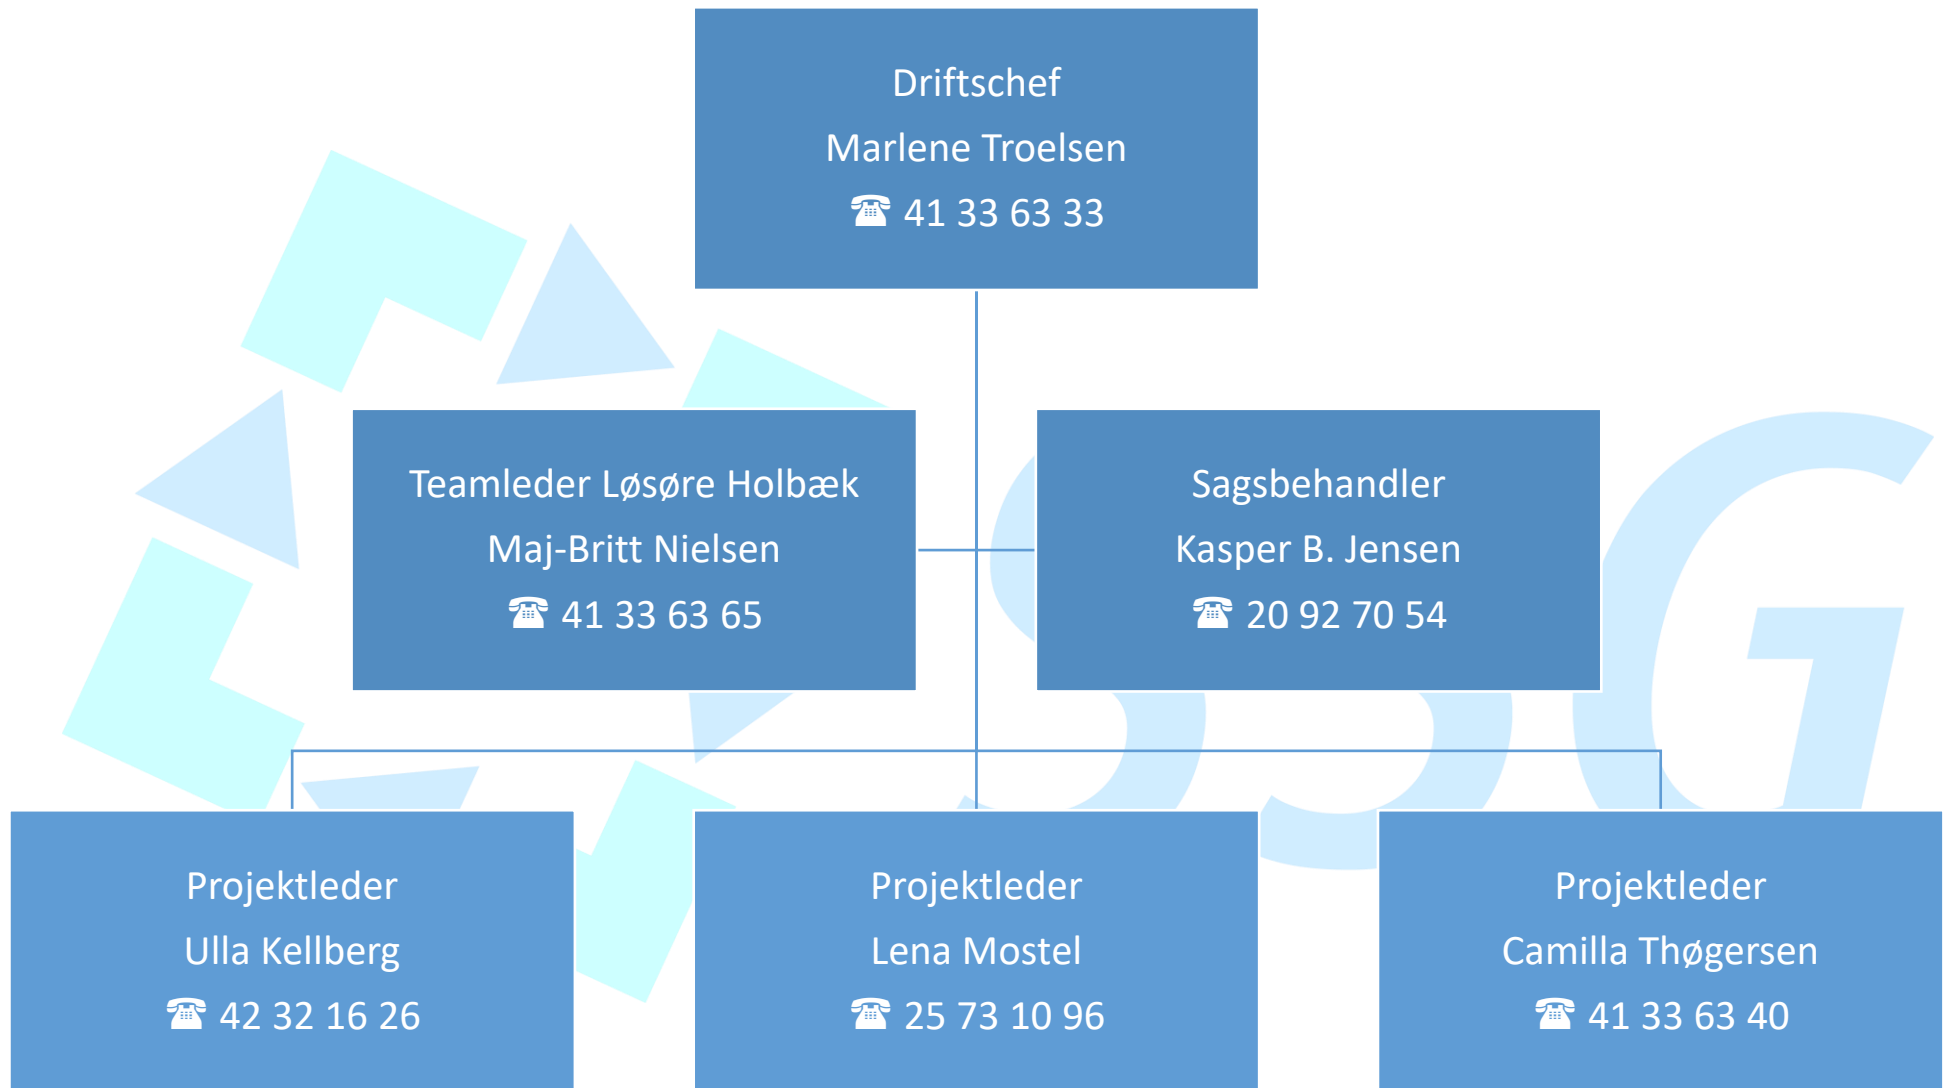 Driftschef
Marlene Troelsen
☎ 41 33 63 33
Teamleder Løsøre Holbæk
Maj-Britt Nielsen
☎ 41 33 63 65
Sagsbehandler
Kasper B. Jensen
☎ 20 92 70 54
Projektleder
Ulla Kellberg
☎ 42 32 16 26
Projektleder
Lena Mostel
☎ 25 73 10 96
Projektleder
Camilla Thøgersen
☎ 41 33 63 40